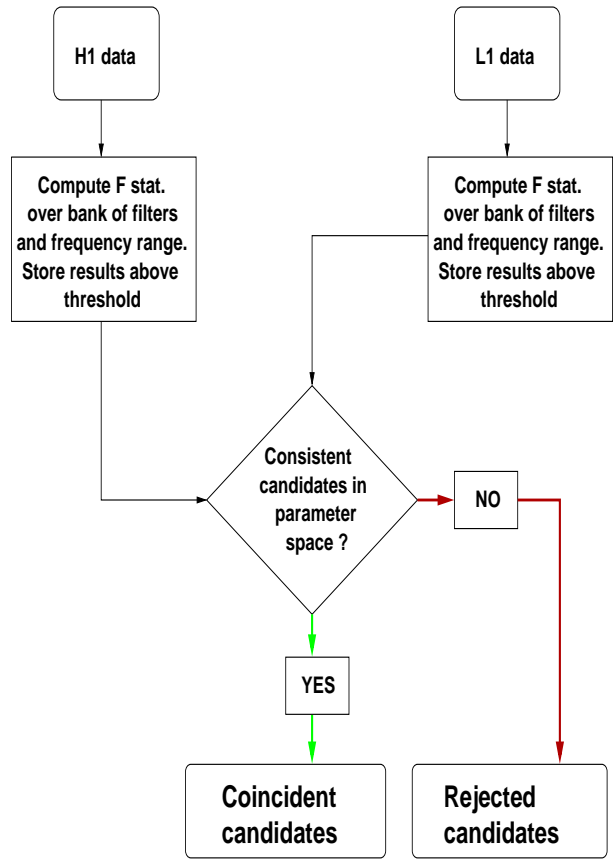 H1 data
L1 data
Compute F stat.
over bank of filters
and frequency range.
Store results above
threshold
Compute F stat.
over bank of filters
and frequency range.
Store results above
threshold
Consistent
candidates in
parameter
space ?
NO
YES
Coincident
candidates
Rejected
candidates